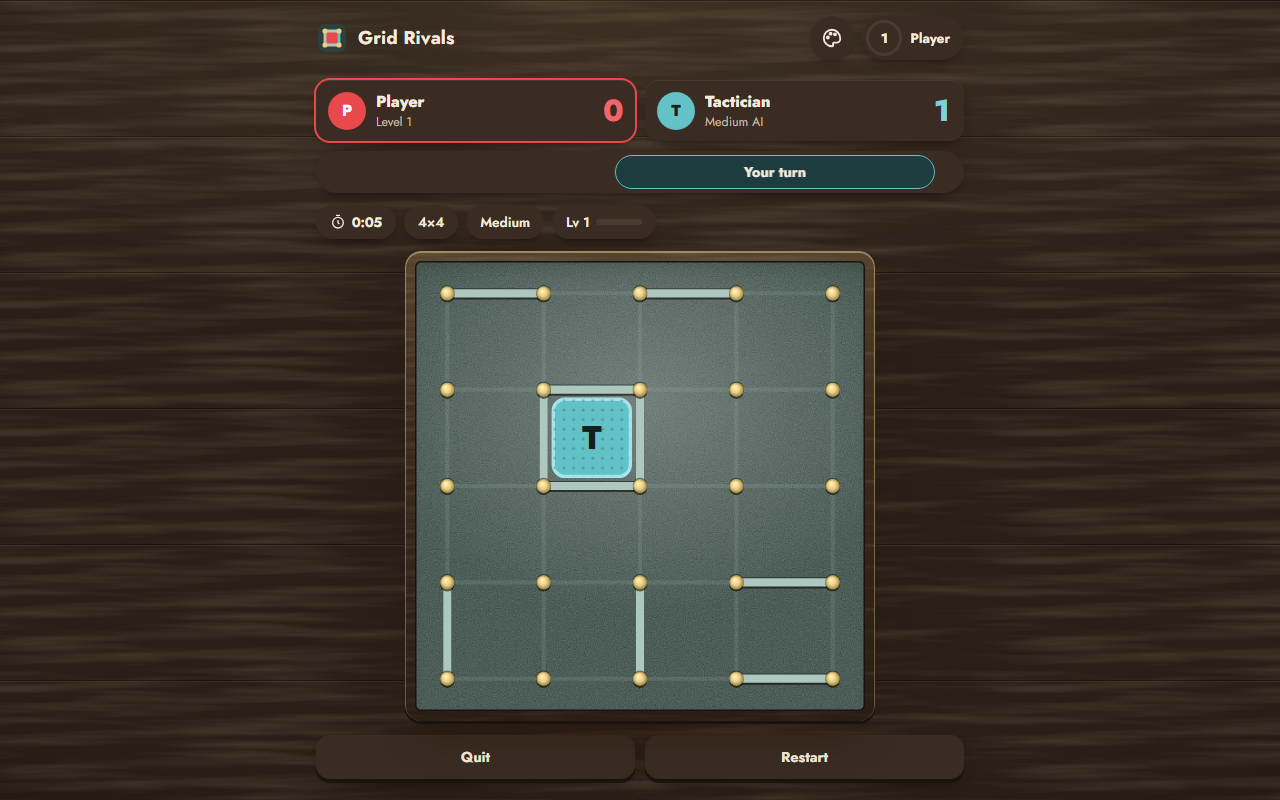 Grid Rivals
1 Player
P Player 0
Level 1
T Tactician 1
Medium AI
Your turn
0:05 4×4 Medium Lv 1
T
Quit Restart